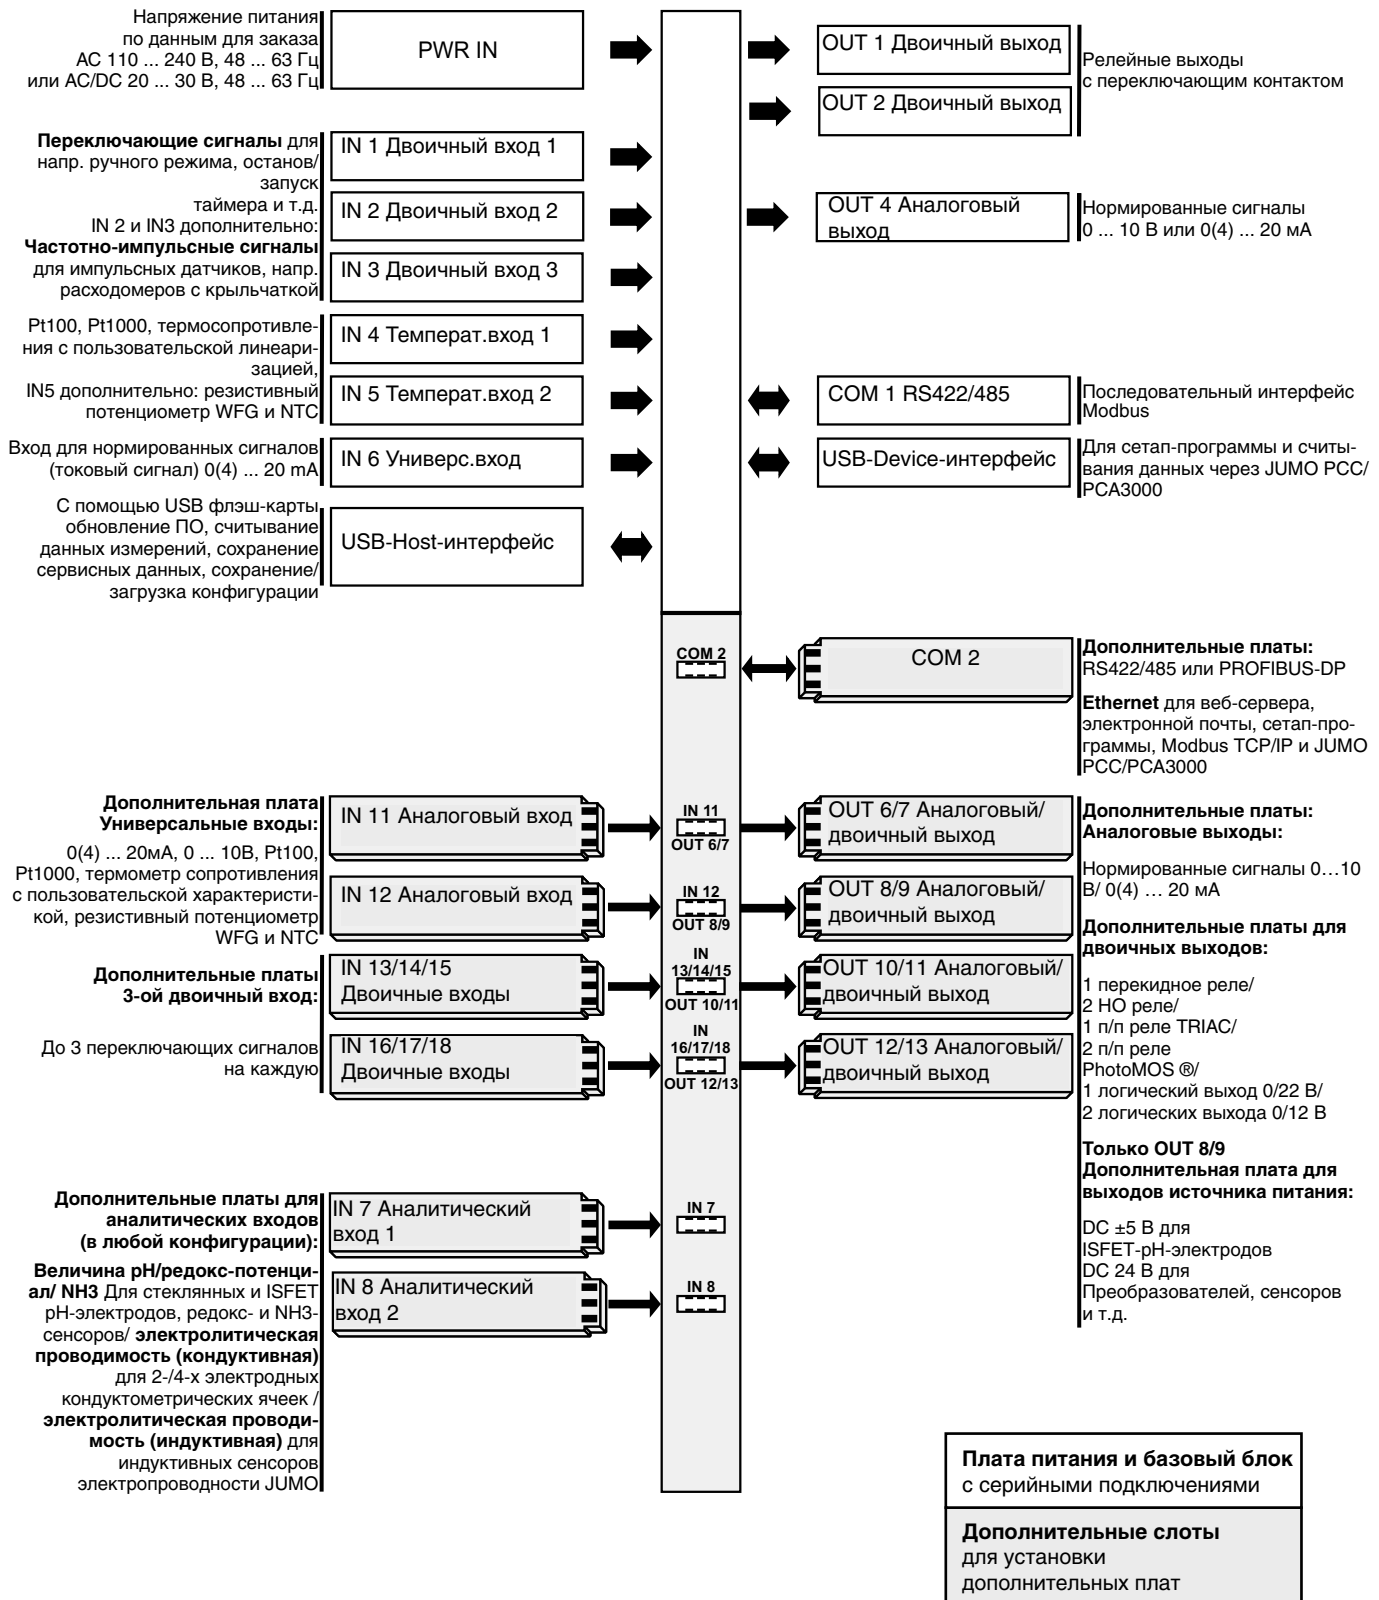 Напряжение питания
по данным для заказа
AC 110 ... 240 В, 48 ... 63 Гц
или AC/DC 20 ... 30 В, 48 ... 63 Гц
PWR IN
OUT 1 Двоичный выход
OUT 2 Двоичный выход
Релейные выходы
с переключающим контактом
Переключающие сигналы для
напр. ручного режима, останов/
запуск
таймера и т.д.
IN 2 и IN3 дополнительно:
Частотно-импульсные сигналы
для импульсных датчиков, напр.
расходомеров с крыльчаткой
IN 1 Двоичный вход 1
IN 2 Двоичный вход 2
IN 3 Двоичный вход 3
OUT 4 Аналоговый
выход
Нормированные сигналы
0 ... 10 В или 0(4) ... 20 мА
Pt100, Pt1000, термосопротивле-
ния с пользовательской линеари-
зацией,
IN5 дополнительно: резистивный
потенциометр WFG и NTC
IN 4 Температ.вход 1
IN 5 Температ.вход 2
COM 1 RS422/485
Последовательный интерфейс
Modbus
Вход для нормированных сигналов
(токовый сигнал) 0(4) ... 20 mA
IN 6 Универс.вход
USB-Device-интерфейс
Для сетап-программы и считы-
вания данных через JUMO PCC/
PCA3000
С помощью USB флэш-карты
обновление ПО, считывание
данных измерений, сохранение
сервисных данных, сохранение/
загрузка конфигурации
USB-Host-интерфейс
COM 2
COM 2
Дополнительные платы:
RS422/485 или PROFIBUS-DP
Ethernet для веб-сервера,
электронной почты, сетап-про-
граммы, Modbus TCP/IP и JUMO
PCC/PCA3000
Дополнительная плата
Универсальные входы:
0(4) ... 20мА, 0 ... 10В, Pt100,
Pt1000, термометр сопротивления
с пользовательской характеристи-
кой, резистивный потенциометр
WFG и NTC
IN 11 Аналоговый вход
IN 12 Аналоговый вход
IN 11
OUT 6/7
IN 12
OUT 8/9
OUT 6/7 Аналоговый/
двоичный выход
OUT 8/9 Аналоговый/
двоичный выход
Дополнительные платы
3-ой двоичный вход:
До 3 переключающих сигналов
на каждую
IN 13/14/15
Двоичные входы
IN 16/17/18
Двоичные входы
IN
13/14/15
OUT 10/11
IN
16/17/18
OUT 12/13
OUT 10/11 Аналоговый/
двоичный выход
OUT 12/13 Аналоговый/
двоичный выход
Дополнительные платы:
Аналоговые выходы:
Нормированные сигналы 0…10
В/ 0(4) … 20 мА
Дополнительные платы для
двоичных выходов:
1 перекидное реле/
2 НО реле/
1 п/п реле TRIAC/
2 п/п реле
PhotoMOS ®/
1 логический выход 0/22 В/
2 логических выхода 0/12 В
Только OUT 8/9
Дополнительная плата для
выходов источника питания:
DC ±5 В для
ISFET-pH-электродов
DC 24 В для
Преобразователей, сенсоров
и т.д.
Дополнительные платы для
аналитических входов
(в любой конфигурации):
Величина pH/редокс-потенци-
ал/ NH3 Для стеклянных и ISFET
pH-электродов, редокс- и NH3-
сенсоров/ электролитическая
проводимость (кондуктивная)
для 2-/4-х электродных
кондуктометрических ячеек /
электролитическая проводи-
мость (индуктивная) для
индуктивных сенсоров
электропроводности JUMO
IN 7 Аналитический
вход 1
IN 8 Аналитический
вход 2
IN 7
IN 8
Плата питания и базовый блок
с серийными подключениями
Дополнительные слоты
для установки
дополнительных плат